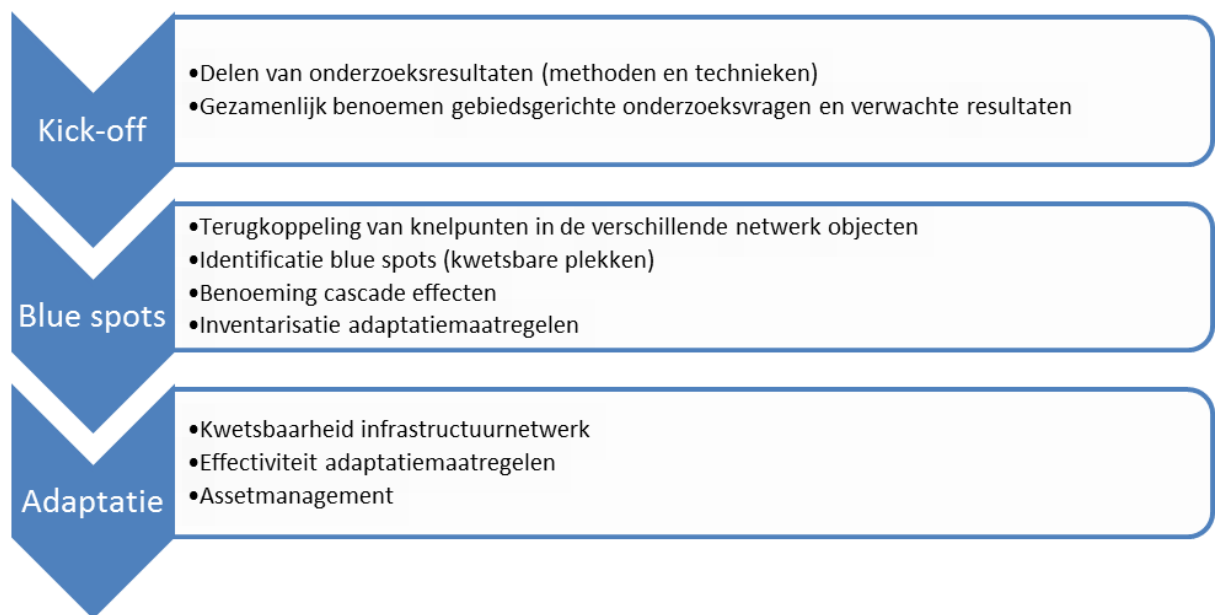 Kick-off
•Delen van onderzoeksresultaten (methoden en technieken)
•Gezamenlijk benoemen gebiedsgerichte onderzoeksvragen en verwachte resultaten
Blue spots
•Terugkoppeling van knelpunten in de verschillende netwerk objecten
•Identificatie blue spots (kwetsbare plekken)
•Benoeming cascade effecten
•Inventarisatie adaptatiemaatregelen
Adaptatie
•Kwetsbaarheid infrastructuurnetwerk
•Effectiviteit adaptatiemaatregelen
•Assetmanagement